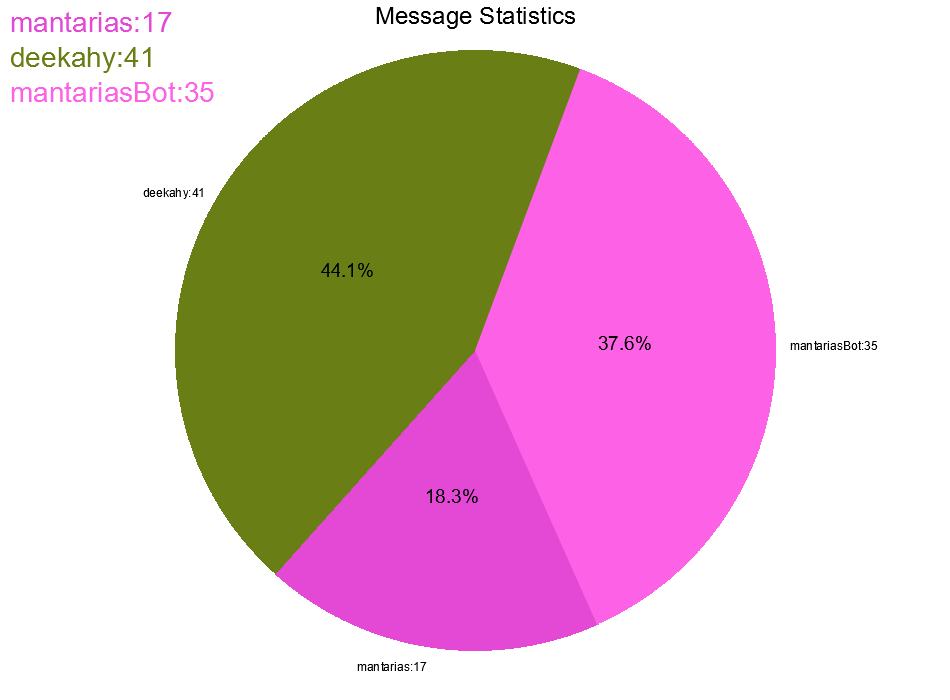 Message Statistics
mantarias:17
deekahy:41
mantariasBot:35
deekahy:41
44.1%
37.6%
mantariasBot:35
18.3%
mantarias:17